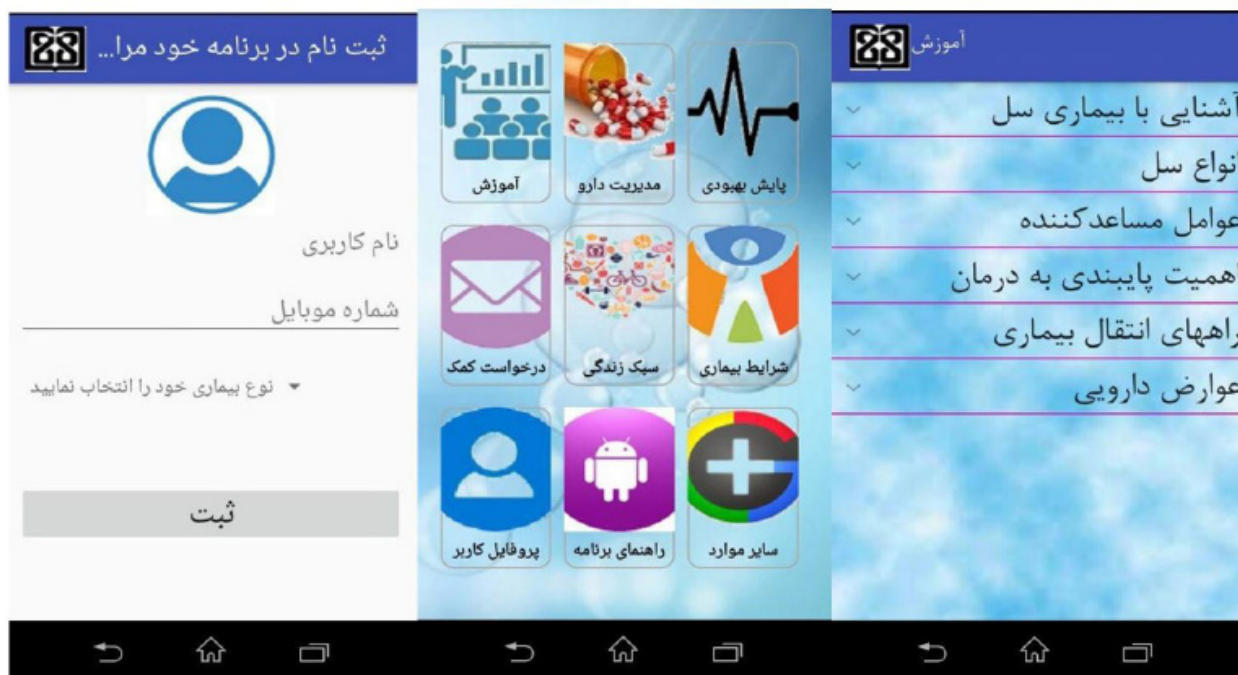 ثبت نام در برنامه خود مرا...
نام کاربری
شماره موبایل
نوع بیماری خود را انتخاب نمایید
ثبت
پایش بهبودی
مدیریت دارو
آموزش
شرایط بیماری
سبک زندگی
درخواست کمک
سایر موارد
راهنمای برنامه
پروفایل کاربر
آموزش
آشنایی با بیماری سل
انواع سل
عوامل مساعدکننده
اهمیت پایبندی به درمان
راههای انتقال بیماری
عوارض دارویی